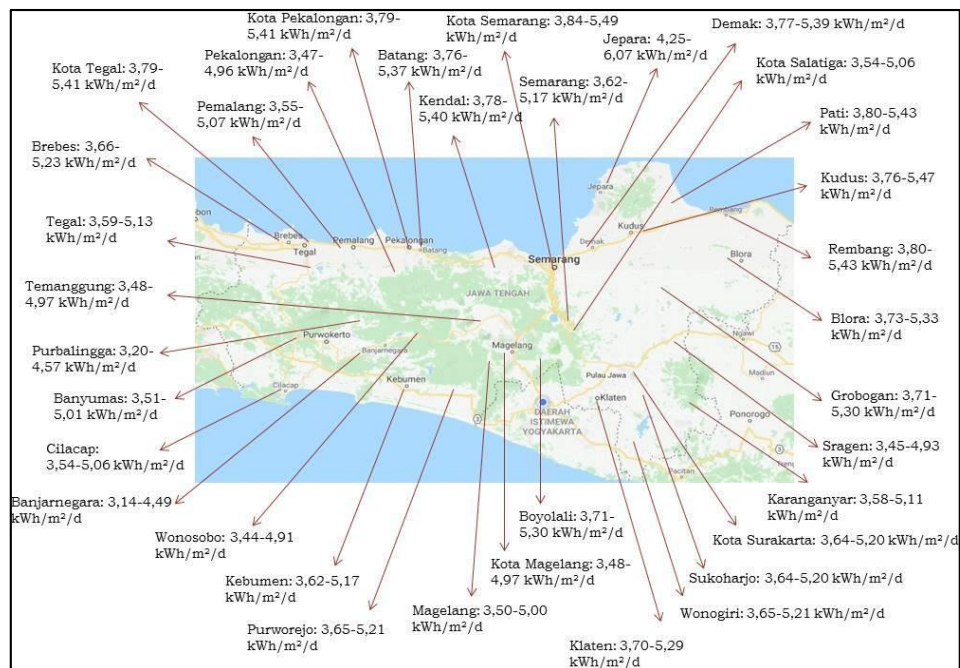 Kota Pekalongan: 3,79-
5,41 kWh/m²/d
Kota Semarang: 3,84-5,49
kWh/m²/d
Demak: 3,77-5,39 kWh/m²/d
Pekalongan: 3,47-
4,96 kWh/m²/d
Batang: 3,76-
5,37 kWh/m²/d
Jepara: 4,25-
6,07 kWh/m²/d
Kota Tegal: 3,79-
5,41 kWh/m²/d
Semarang: 3,62-
5,17 kWh/m²/d
Kota Salatiga: 3,54-5,06
kWh/m²/d
Pemalang: 3,55-
5,07 kWh/m²/d
Kendal: 3,78-
5,40 kWh/m²/d
Pati: 3,80-5,43
kWh/m²/d
Brebes: 3,66-
5,23 kWh/m²/d
Kudus: 3,76-5,47
kWh/m²/d
Tegal: 3,59-5,13
kWh/m²/d
Rembang: 3,80-
5,43 kWh/m²/d
Temanggung: 3,48-
4,97 kWh/m²/d
Blora: 3,73-5,33
kWh/m²/d
Purbalingga: 3,20-
4,57 kWh/m²/d
Banyumas: 3,51-
5,01 kWh/m²/d
Grobogan: 3,71-
5,30 kWh/m²/d
Cilacap:
3,54-5,06 kWh/m²/d
Sragen: 3,45-4,93
kWh/m²/d
Banjarnegara: 3,14-4,49
kWh/m²/d
Karanganyar: 3,58-5,11
kWh/m²/d
Wonosobo: 3,44-4,91
kWh/m²/d
Boyolali: 3,71-
5,30 kWh/m²/d
Kota Surakarta: 3,64-5,20 kWh/m²/d
Kebumen: 3,62-5,17
kWh/m²/d
Kota Magelang: 3,48-
4,97 kWh/m²/d
Sukoharjo: 3,64-5,20 kWh/m²/d
Purworejo: 3,65-5,21
kWh/m²/d
Magelang: 3,50-5,00
kWh/m²/d
Wonogiri: 3,65-5,21 kWh/m²/d
Klaten: 3,70-5,29
kWh/m²/d
Jepara
bon
Brebes
Tegal
Pemalang
Pekalongan
Batang
Semarang
Demak
Kudus
Rembang
Blora
JAWA TENGAH
Purwokerto
Banjarnegara
Magelang
Ngawi
15
Madiun
Cilacap
Kebumen
Pulau Jawa
Klaten
3
DAERAH
ISTIMEWA
YOGYAKARTA
Ponorogo
3
Pacitan